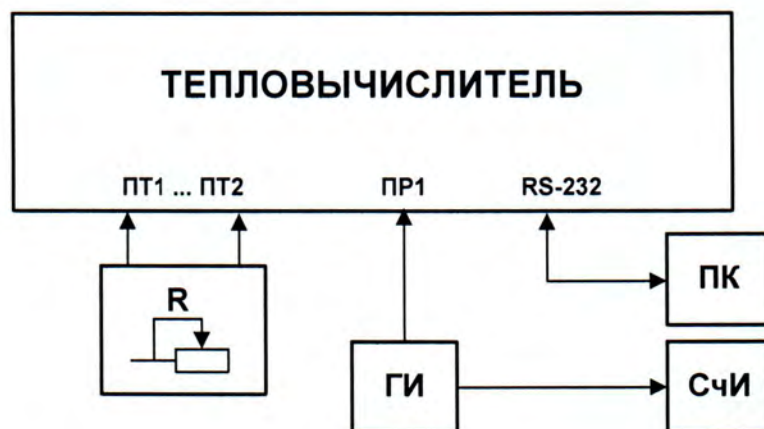 ТЕПЛОВЫЧИСЛИТЕЛЬ
ПТ1 ... ПТ2 ПР1 RS-232
R
ПК
ГИ
СчИ